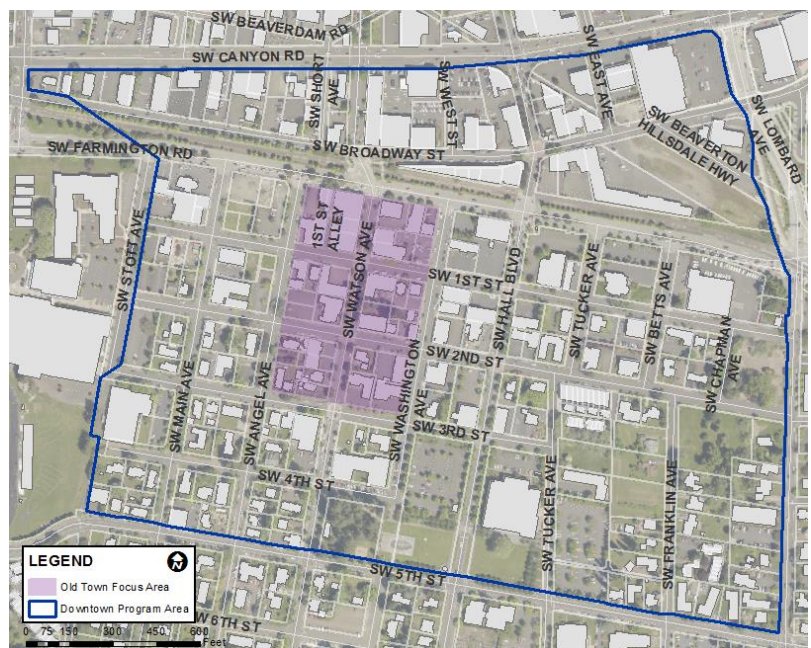 SW BEAVERDAM RD
SW CANYON RD
SW SHORT
AVE
SW WEST ST
SW EAST AVE
SW BEAVERTON
HILLSDALE HWY
SW LOMBARD
AVE
SW FARMINGTON RD
SW BROADWAY ST
SW STOTT AVE
1ST ST
ALLEY
SW WATSON AVE
SW 1ST ST
SW HALL BLVD
SW TUCKER AVE
SW BETTS AVE
SW CHAPMAN
AVE
SW 2ND ST
SW MAIN AVE
SW ANGEL AVE
SW WASHINGTON
AVE
SW 3RD ST
SW 4TH ST
SW TUCKER AVE
SW FRANKLIN AVE
SW 5TH ST
SW 6TH ST
LEGEND
Old Town Focus Area
Downtown Program Area
0 75 150 300 450 600
Feet